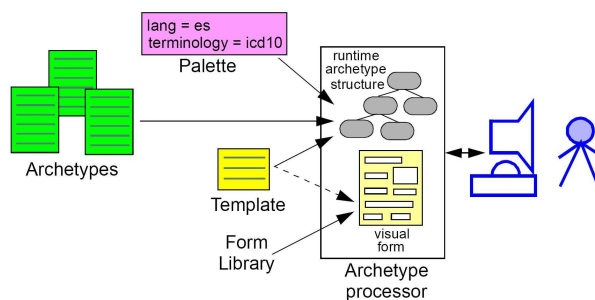 lang = es
terminology = icd10
Palette
runtime
archetype
structure
Archetypes
Template
Form
Library
visual
form
Archetype
processor